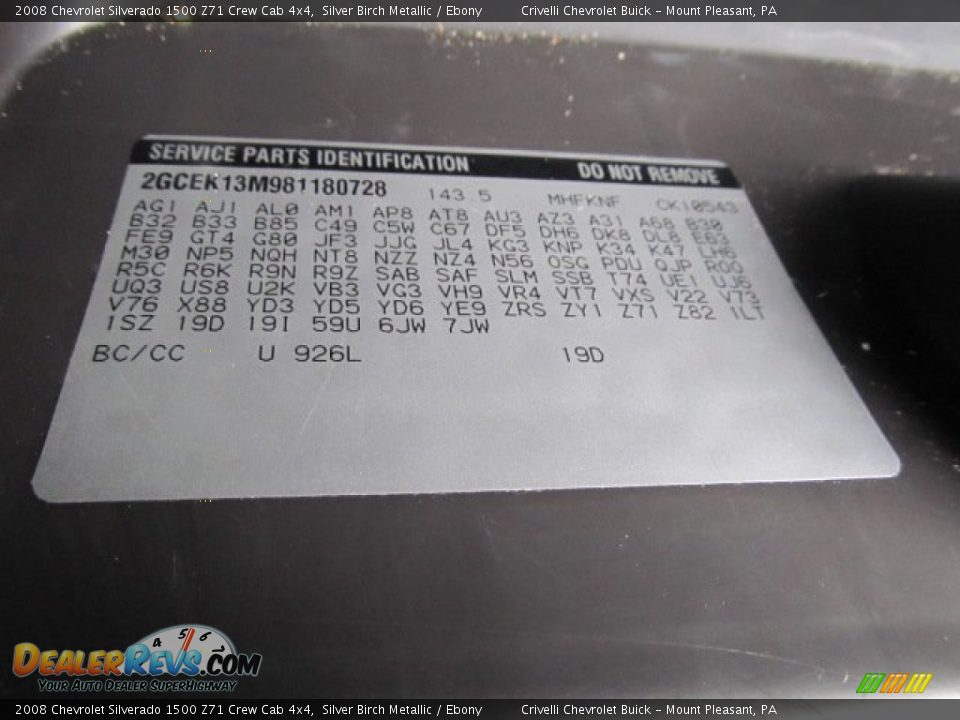 2008 Chevrolet Silverado 1500 Z71 Crew Cab 4x4, Silver Birch Metallic / Ebony Crivelli Chevrolet Buick – Mount Pleasant, PA
SERVICE PARTS IDENTIFICATION DO NOT REMOVE
2GCEK13M981180728 143.5 MHFKNF CK10543
AG1 AJ1 AL0 AM1 AP8 AT8 AU3 AZ3 A31 A68 B30
B32 B33 B85 C49 C5W C67 DF5 DH6 DK8 DL8 E63
FE9 GT4 G80 JF3 JJG JL4 KG3 KNP K34 K47 LH6
M30 NP5 NQH NT8 NZZ NZ4 N56 OSG PDU QJP ROO
R5C R6K R9N R9Z SAB SAF SLM SSB T74 UE1 UJ6
UQ3 US8 U2K VB3 VG3 VH9 VR4 VT7 VXS V22 V73
V76 X88 YD3 YD5 YD6 YE9 ZRS ZY1 Z71 Z82 1LT
1SZ 19D 19I 59U 6JW 7JW
BC/CC U 926L 19D
4 5 6
DEALERREVS.COM
YOUR AUTO DEALER SUPERHIGHWAY
2008 Chevrolet Silverado 1500 Z71 Crew Cab 4x4, Silver Birch Metallic / Ebony Crivelli Chevrolet Buick – Mount Pleasant, PA